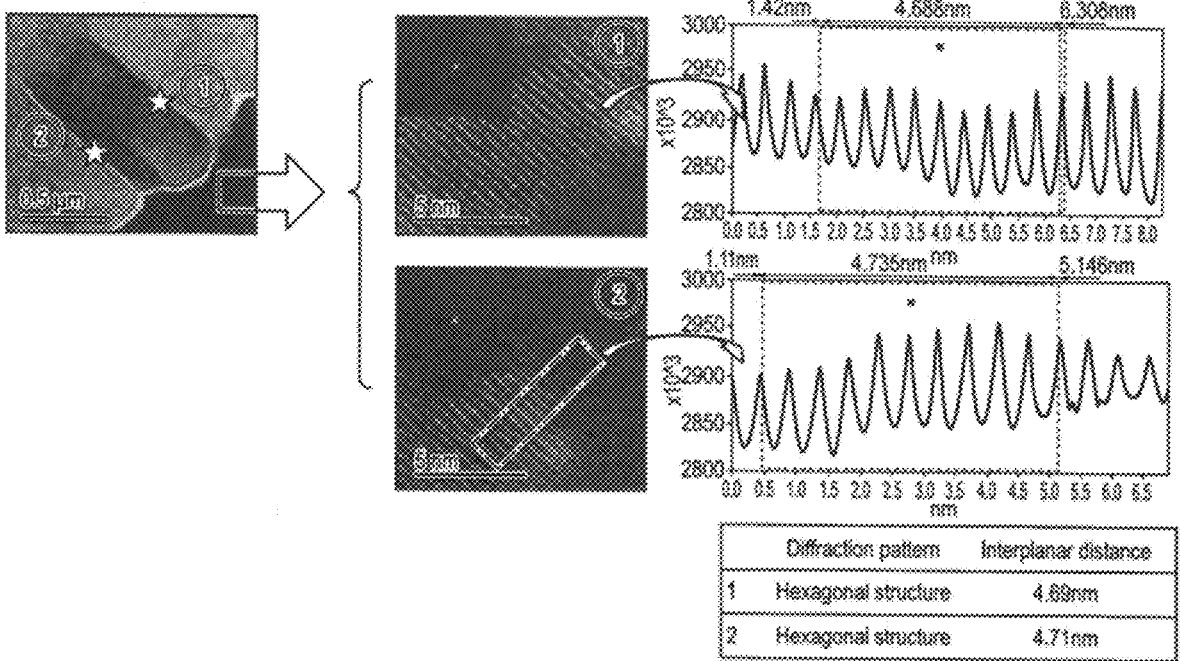 1
2
0.5 μm
1
5 nm
2
5 nm
1.42nm 4.688nm 6.308nm
3000
2950
2900
2850
2800
x10^3
0.0 0.5 1.0 1.5 2.0 2.5 3.0 3.5 4.0 4.5 5.0 5.5 6.0 6.5 7.0 7.5 8.0
nm
1.11nm 4.735nm 5.146nm
3000
2950
2900
2850
2800
x10^3
0.0 0.5 1.0 1.5 2.0 2.5 3.0 3.5 4.0 4.5 5.0 5.5 6.0 6.5
nm
Diffraction pattern Interplanar distance
1 Hexagonal structure 4.69nm
2 Hexagonal structure 4.71nm